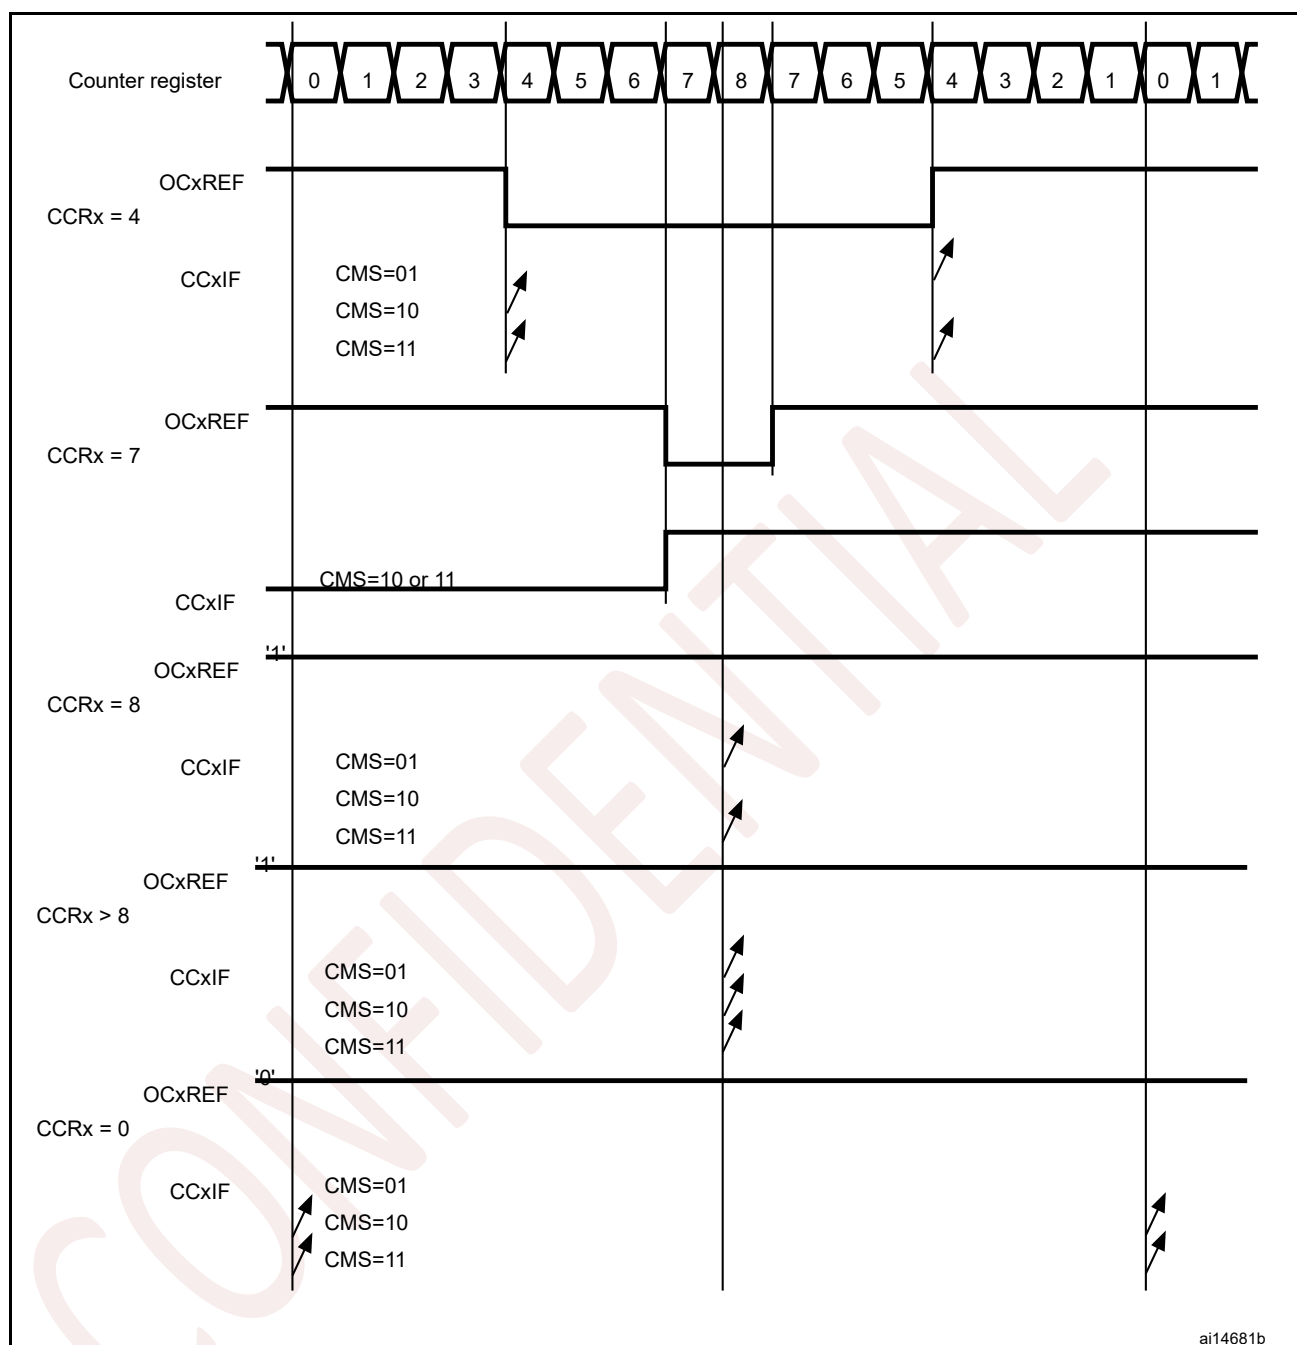 Counter register 0 1 2 3 4 5 6 7 8 7 6 5 4 3 2 1 0 1
OCxREF
CCRx = 4
CCxIF CMS=01
CMS=10
CMS=11
OCxREF
CCRx = 7
CMS=10 or 11
CCxIF
'1'
OCxREF
CCRx = 8
CCxIF CMS=01
CMS=10
CMS=11
'1'
OCxREF
CCRx > 8
CCxIF CMS=01
CMS=10
CMS=11
'0'
OCxREF
CCRx = 0
CCxIF CMS=01
CMS=10
CMS=11
CONFIDENTIAL
ai14681b